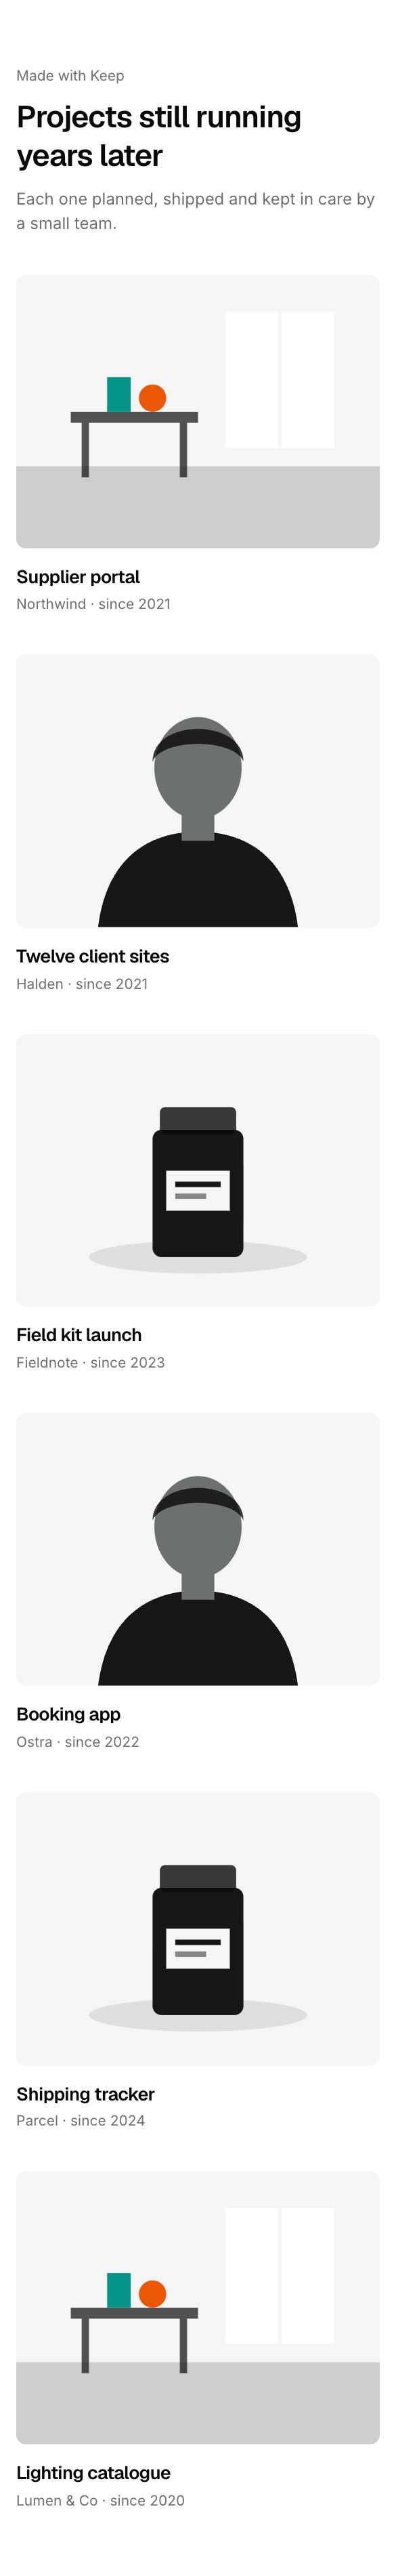 Made with Keep
Projects still running
years later
Each one planned, shipped and kept in care by
a small team.
Supplier portal
Northwind · since 2021
Twelve client sites
Halden · since 2021
Field kit launch
Fieldnote · since 2023
Booking app
Ostra · since 2022
Shipping tracker
Parcel · since 2024
Lighting catalogue
Lumen & Co · since 2020